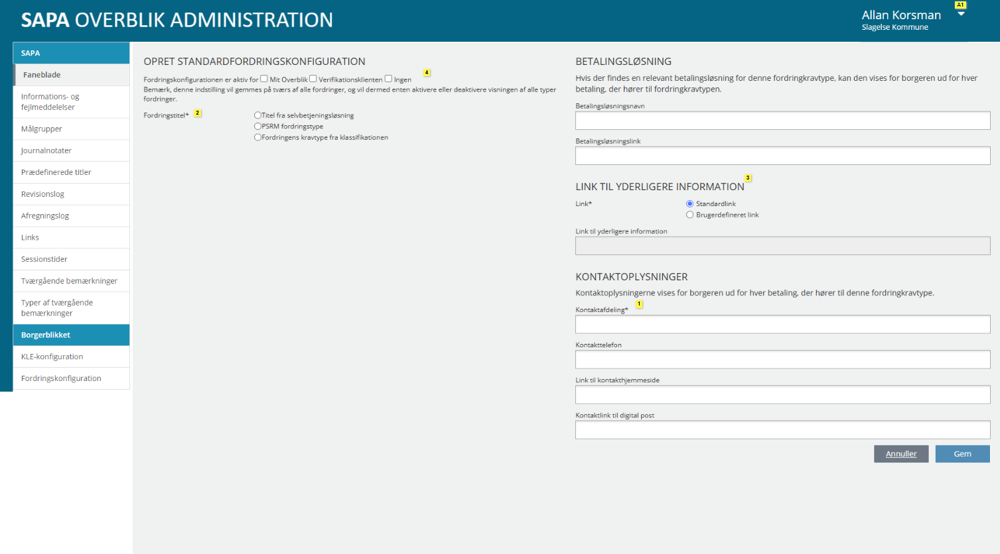 SAPA OVERBLIK ADMINISTRATION
Allan Korsman
Slagelse Kommune
A1
SAPA
Faneblade
Informations- og
fejlmeddelelser
Målgrupper
Journalnotater
Prædefinerede titler
Revisionslog
Afregningslog
Links
Sessionstider
Tværgående bemærkninger
Typer af tværgående
bemærkninger
Borgerblikket
KLE-konfiguration
Fordringskonfiguration
OPRET STANDARDFORDRINGSKONFIGURATION
Fordringskonfigurationen er aktiv for Mit Overblik Verifikationsklienten Ingen 4
Bemærk, denne indstilling vil gemmes på tværs af alle fordringer, og vil dermed enten aktivere eller deaktivere visningen af alle typer
fordringer.
Fordringstitel* 2
Titel fra selvbetjeningsløsning
PSRM fordringstype
Fordringens kravtype fra klassifikationen
BETALINGSLØSNING
Hvis der findes en relevant betalingsløsning for denne fordringkravtype, kan den vises for borgeren ud for hver
betaling, der hører til fordringkravtypen.
Betalingsløsningsnavn
Betalingsløsningslink
LINK TIL YDERLIGERE INFORMATION 3
Link*
Standardlink
Brugerdefineret link
Link til yderligere information
KONTAKTOPLYSNINGER
Kontaktoplysningerne vises for borgeren ud for hver betaling, der hører til denne fordringkravtype.
Kontaktafdeling* 1
Kontakttelefon
Link til kontakthjemmeside
Kontaktlink til digital post
Annuller
Gem